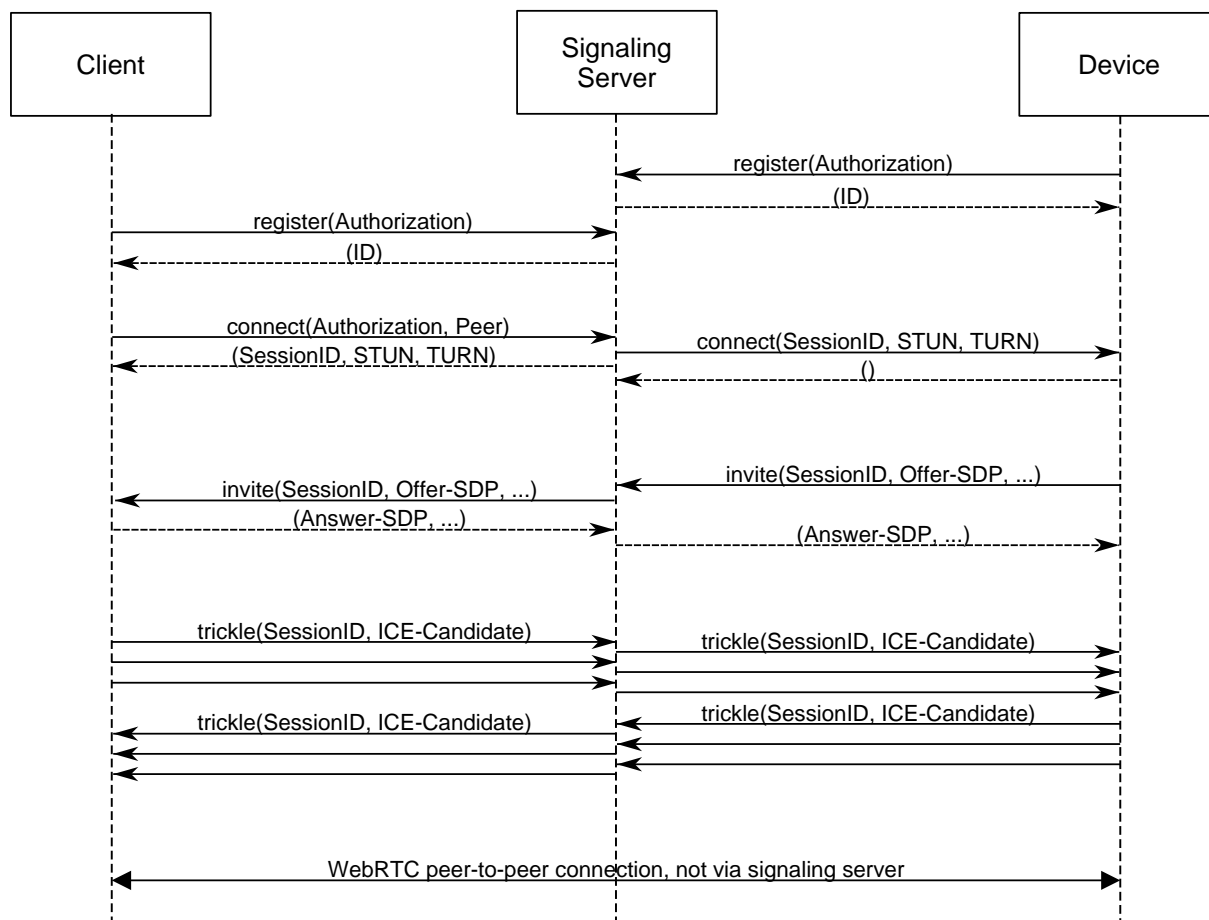 Client
Signaling
Server
Device
register(Authorization)
(ID)
register(Authorization)
(ID)
connect(Authorization, Peer)
(SessionID, STUN, TURN)
connect(SessionID, STUN, TURN)
()
invite(SessionID, Offer-SDP, ...)
invite(SessionID, Offer-SDP, ...)
(Answer-SDP, ...)
(Answer-SDP, ...)
trickle(SessionID, ICE-Candidate)
trickle(SessionID, ICE-Candidate)
trickle(SessionID, ICE-Candidate)
trickle(SessionID, ICE-Candidate)
WebRTC peer-to-peer connection, not via signaling server